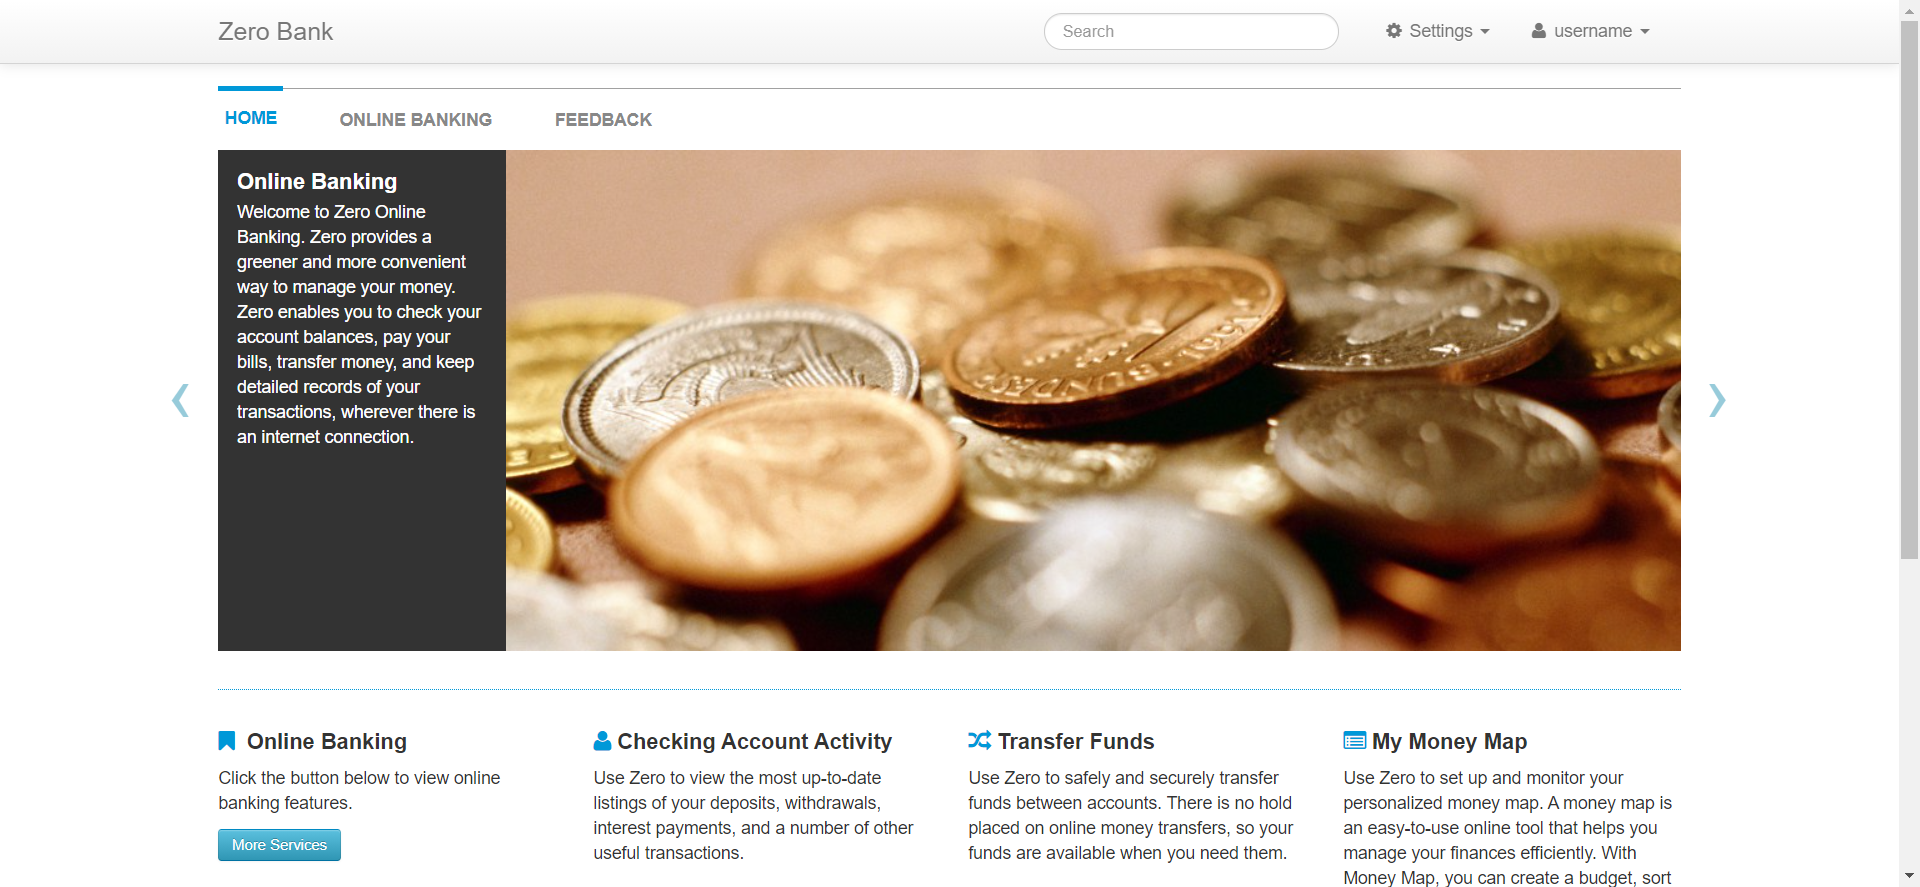 Zero Bank
Search
Settings
username
HOME
ONLINE BANKING
FEEDBACK
Online Banking
Welcome to Zero Online
Banking. Zero provides a
greener and more convenient
way to manage your money.
Zero enables you to check your
account balances, pay your
bills, transfer money, and keep
detailed records of your
transactions, wherever there is
an internet connection.
Online Banking
Click the button below to view online
banking features.
More Services
Checking Account Activity
Use Zero to view the most up-to-date
listings of your deposits, withdrawals,
interest payments, and a number of other
useful transactions.
Transfer Funds
Use Zero to safely and securely transfer
funds between accounts. There is no hold
placed on online money transfers, so your
funds are available when you need them.
My Money Map
Use Zero to set up and monitor your
personalized money map. A money map is
an easy-to-use online tool that helps you
manage your finances efficiently. With
Money Map, you can create a budget, sort